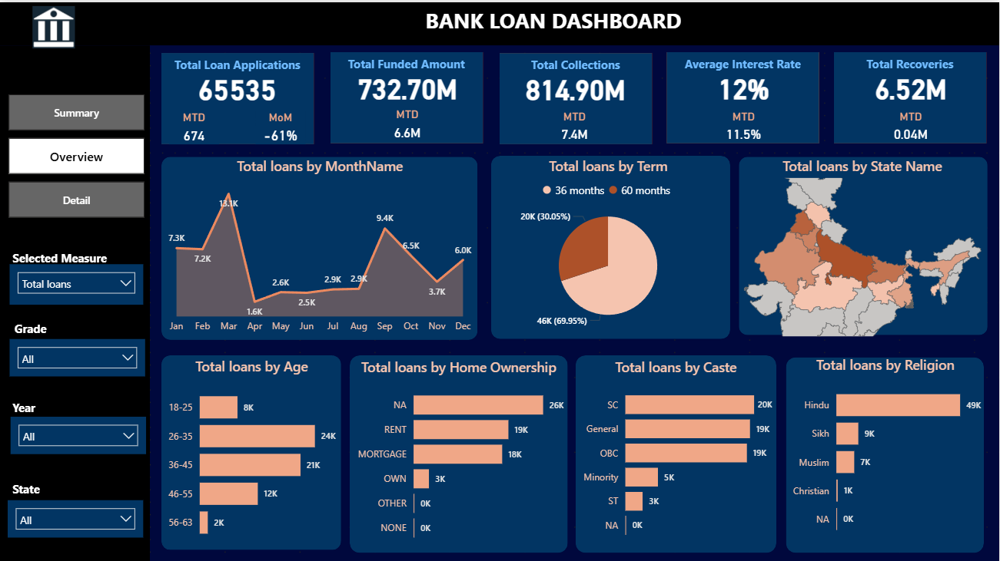 BANK LOAN DASHBOARD
Summary
Overview
Detail
Selected Measure
Total loans
Grade
All
Year
All
State
All
Total Loan Applications
65535
MTD MoM
674 -61%
Total Funded Amount
732.70M
MTD
6.6M
Total Collections
814.90M
MTD
7.4M
Average Interest Rate
12%
MTD
11.5%
Total Recoveries
6.52M
MTD
0.04M
Total loans by MonthName
7.3K
7.2K
13.1K
1.6K
2.6K
2.5K
2.9K
2.9K
9.4K
6.5K
3.7K
6.0K
Jan Feb Mar Apr May Jun Jul Aug Sep Oct Nov Dec
Total loans by Term
36 months 60 months
20K (30.05%)
46K (69.95%)
Total loans by State Name
Total loans by Age
18-25 8K
26-35 24K
36-45 21K
46-55 12K
56-63 2K
Total loans by Home Ownership
NA 26K
RENT 19K
MORTGAGE 18K
OWN 3K
OTHER 0K
NONE 0K
Total loans by Caste
SC 20K
General 19K
OBC 19K
Minority 5K
ST 3K
NA 0K
Total loans by Religion
Hindu 49K
Sikh 9K
Muslim 7K
Christian 1K
NA 0K